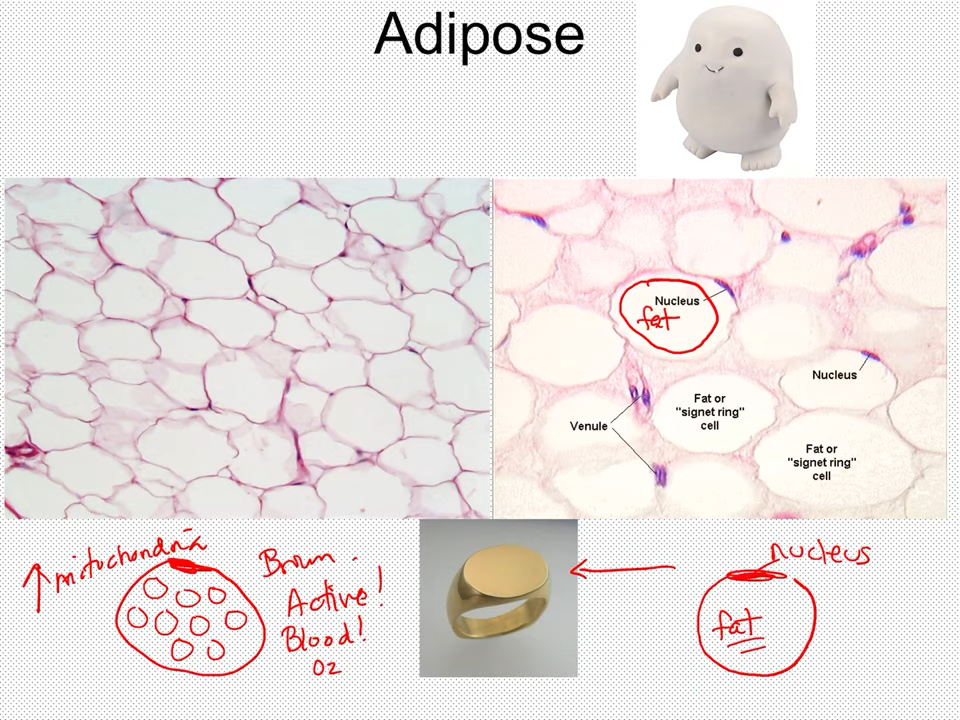 Adipose
Nucleus
fat
Nucleus
Fat or
"signet ring"
cell
Venule
Fat or
"signet ring"
cell
↑ mitochondria
Brown
Active!
Blood!
O2
nucleus
fat